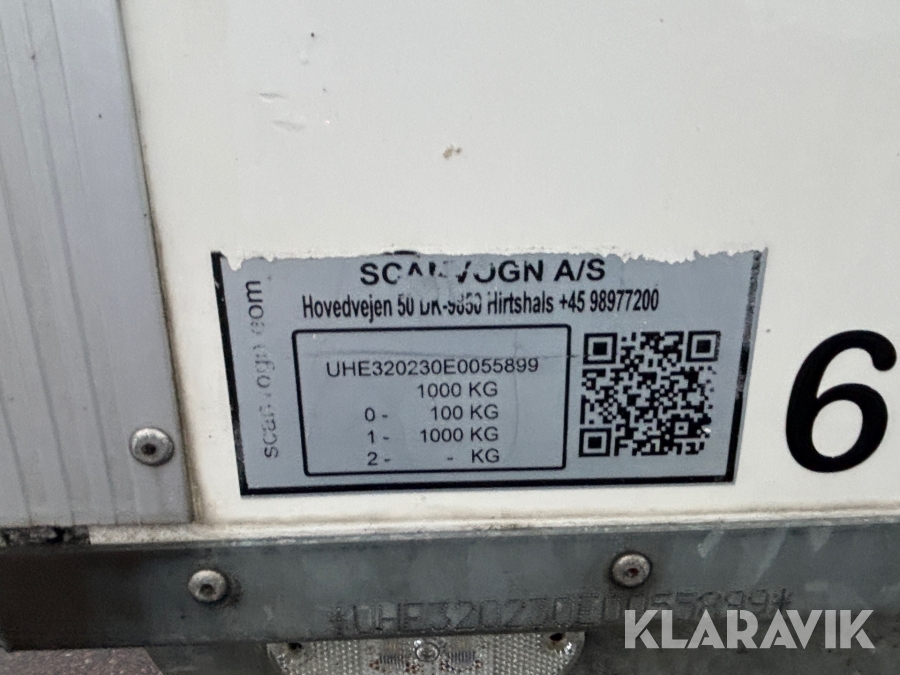 SCANVOGN A/S
Hovedvejen 50 DK-9850 Hirtshals +45 98977200
scanvogn.com
UHE320230E0055899
1000 KG
0- 100 KG
1- 1000 KG
2- - KG
6
*UHE320230E0055899*
KLARAVIK